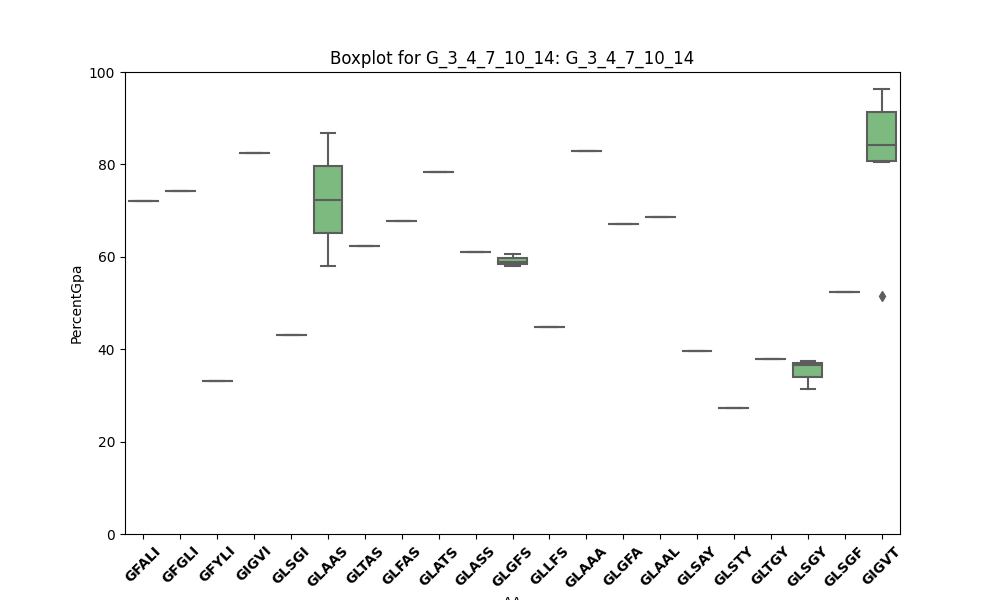 Boxplot for G_3_4_7_10_14: G_3_4_7_10_14
PercentGpa
100
80
60
40
20
0
GFALI
GFGLI
GFYLI
GIGVI
GLSGI
GLAAS
GLTAS
GLFAS
GLATS
GLASS
GLGFS
GLLFS
GLAAA
GLGFA
GLAAL
GLSAY
GLSTY
GLTGY
GLSGY
GLSGF
GIGVT
AA